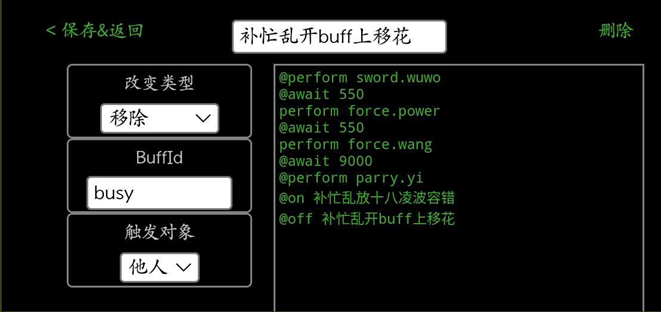 < 保存&返回
补忙乱开buff上移花
删除
改变类型
移除
BuffId
busy
触发对象
他人
@perform sword.wuwo
@await 550
perform force.power
@await 550
perform force.wang
@await 9000
@perform parry.yi
@on 补忙乱放十八凌波容错
@off 补忙乱开buff上移花